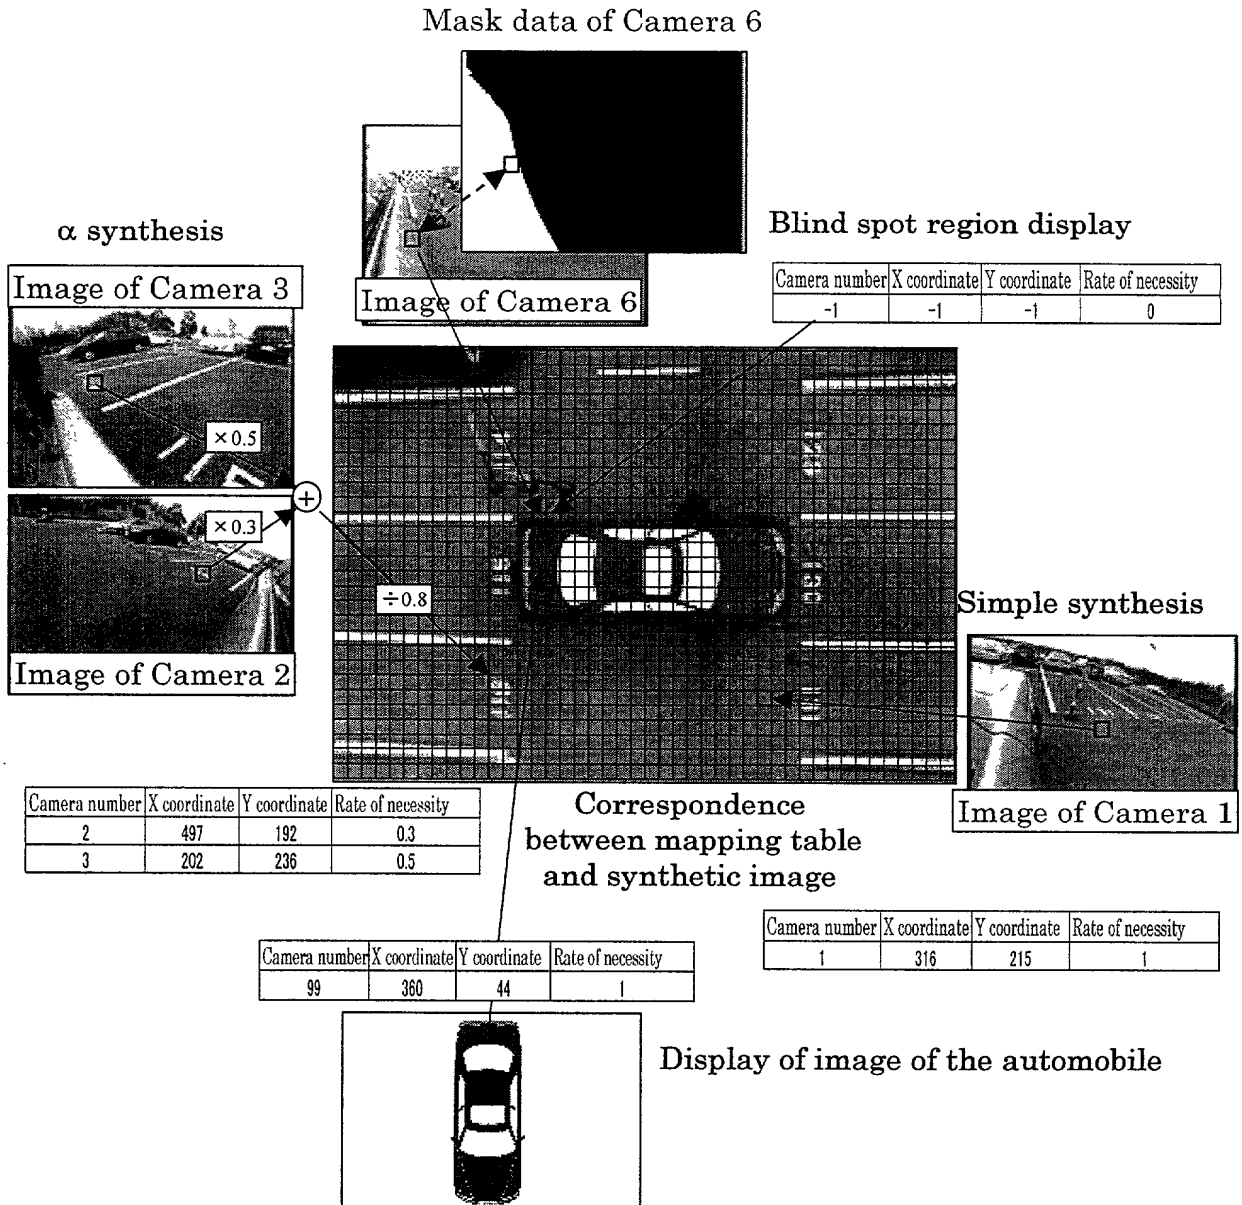 Mask data of Camera 6
α synthesis
Blind spot region display
Image of Camera 3
Image of Camera 6
Camera number X coordinate Y coordinate Rate of necessity
-1 -1 -1 0
×0.5
×0.3
+
÷0.8
Simple synthesis
Image of Camera 2
Image of Camera 1
Camera number X coordinate Y coordinate Rate of necessity
2 497 192 0.3
3 202 236 0.5
Correspondence
between mapping table
and synthetic image
Camera number X coordinate Y coordinate Rate of necessity
1 316 215 1
Camera number X coordinate Y coordinate Rate of necessity
99 360 44 1
Display of image of the automobile